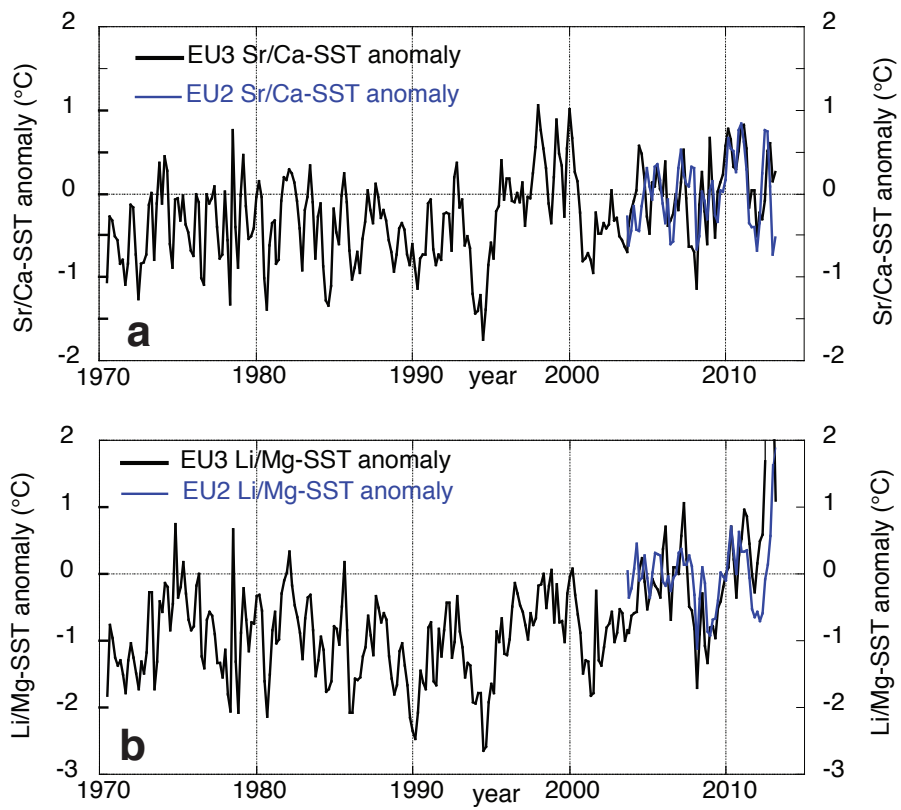 2
2
EU3 Sr/Ca-SST anomaly
EU2 Sr/Ca-SST anomaly
1
1
0
0
-1
-1
-2
-2
Sr/Ca-SST anomaly (°C)
Sr/Ca-SST anomaly (°C)
a
1970 1980 1990 year 2000 2010
2
2
EU3 Li/Mg-SST anomaly
EU2 Li/Mg-SST anomaly
1
1
0
0
-1
-1
-2
-2
-3
-3
Li/Mg-SST anomaly (°C)
Li/Mg-SST anomaly (°C)
b
1970 1980 1990 year 2000 2010